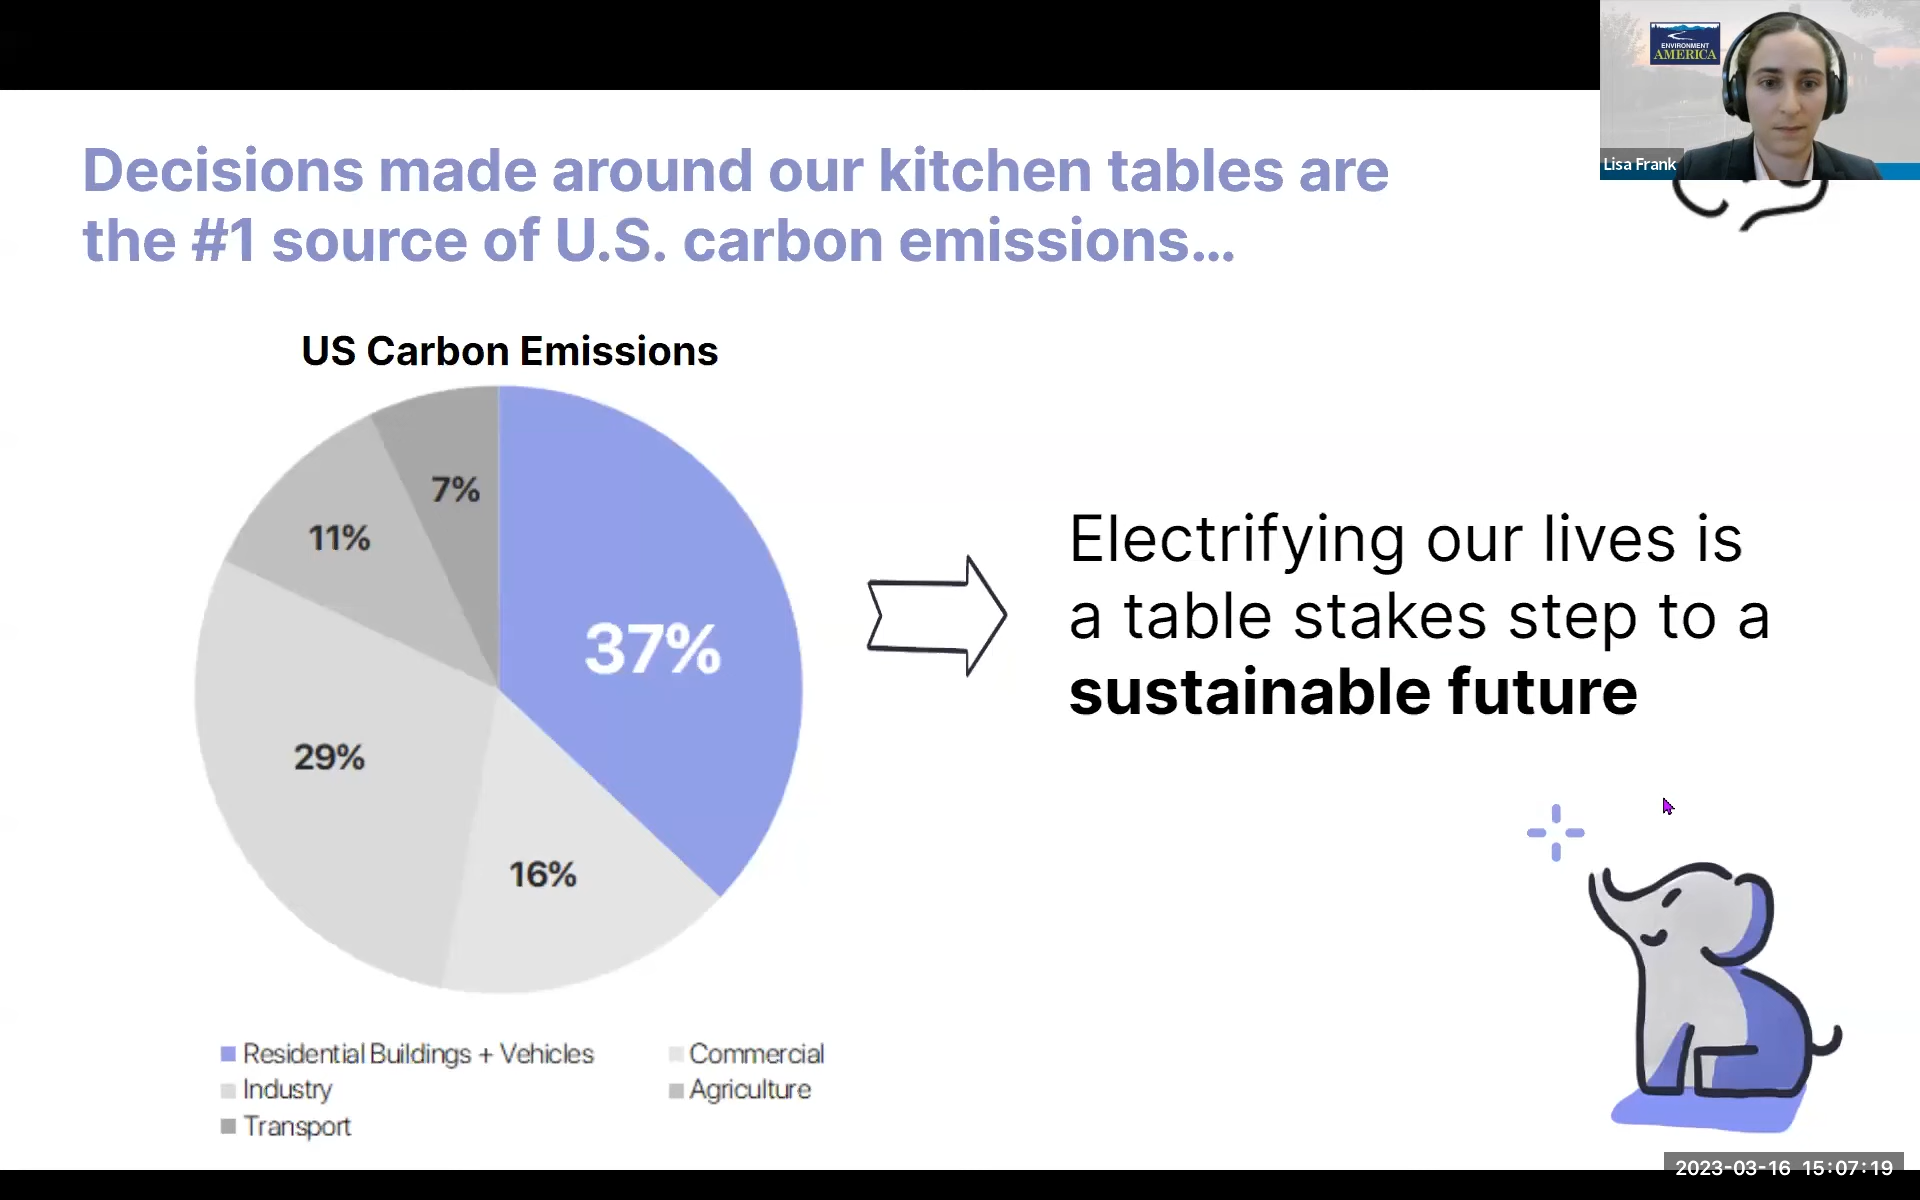 ENVIRONMENT
AMERICA
Lisa Frank
Decisions made around our kitchen tables are
the #1 source of U.S. carbon emissions…
US Carbon Emissions
7%
11%
37%
29%
16%
Residential Buildings + Vehicles
Commercial
Industry
Agriculture
Transport
Electrifying our lives is
a table stakes step to a
sustainable future
2023-03-16 15:07:19